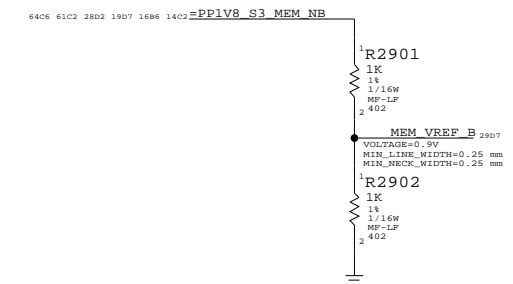 64C6 61C2 28D2 19D7 16B6 14C2 =PP1V8_S3_MEM_NB
1
R2901
1K
1%
1/16W
MF-LF
402
2
MEM_VREF_B 29D7
VOLTAGE=0.9V
MIN_LINE_WIDTH=0.25 mm
MIN_NECK_WIDTH=0.25 mm
1
R2902
1K
1%
1/16W
MF-LF
402
2